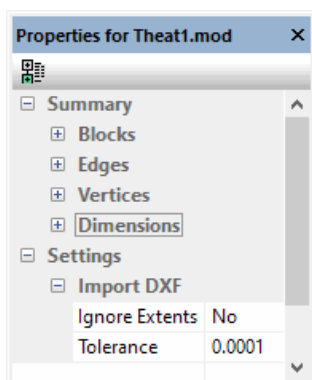 Properties for Theat1.mod
Summary
Blocks
Edges
Vertices
Dimensions
Settings
Import DXF
Ignore Extents No
Tolerance 0.0001